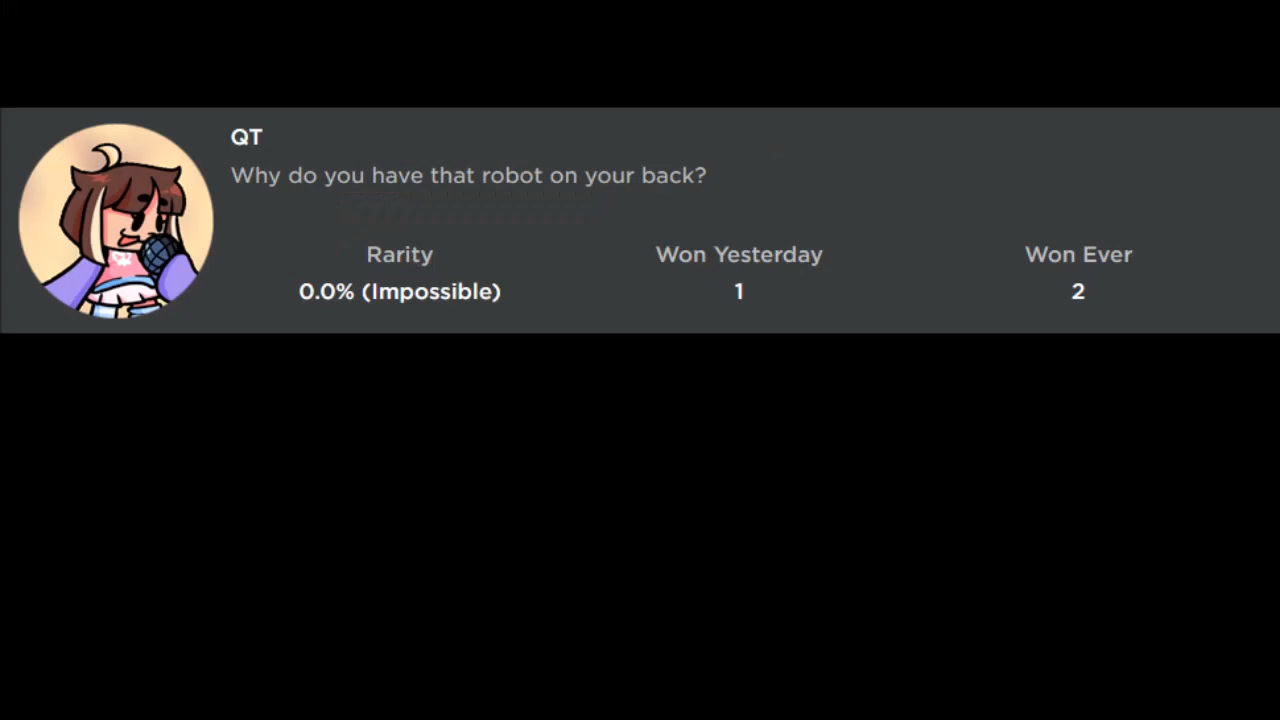 QT
Why do you have that robot on your back?
Rarity Won Yesterday Won Ever
0.0% (Impossible) 1 2